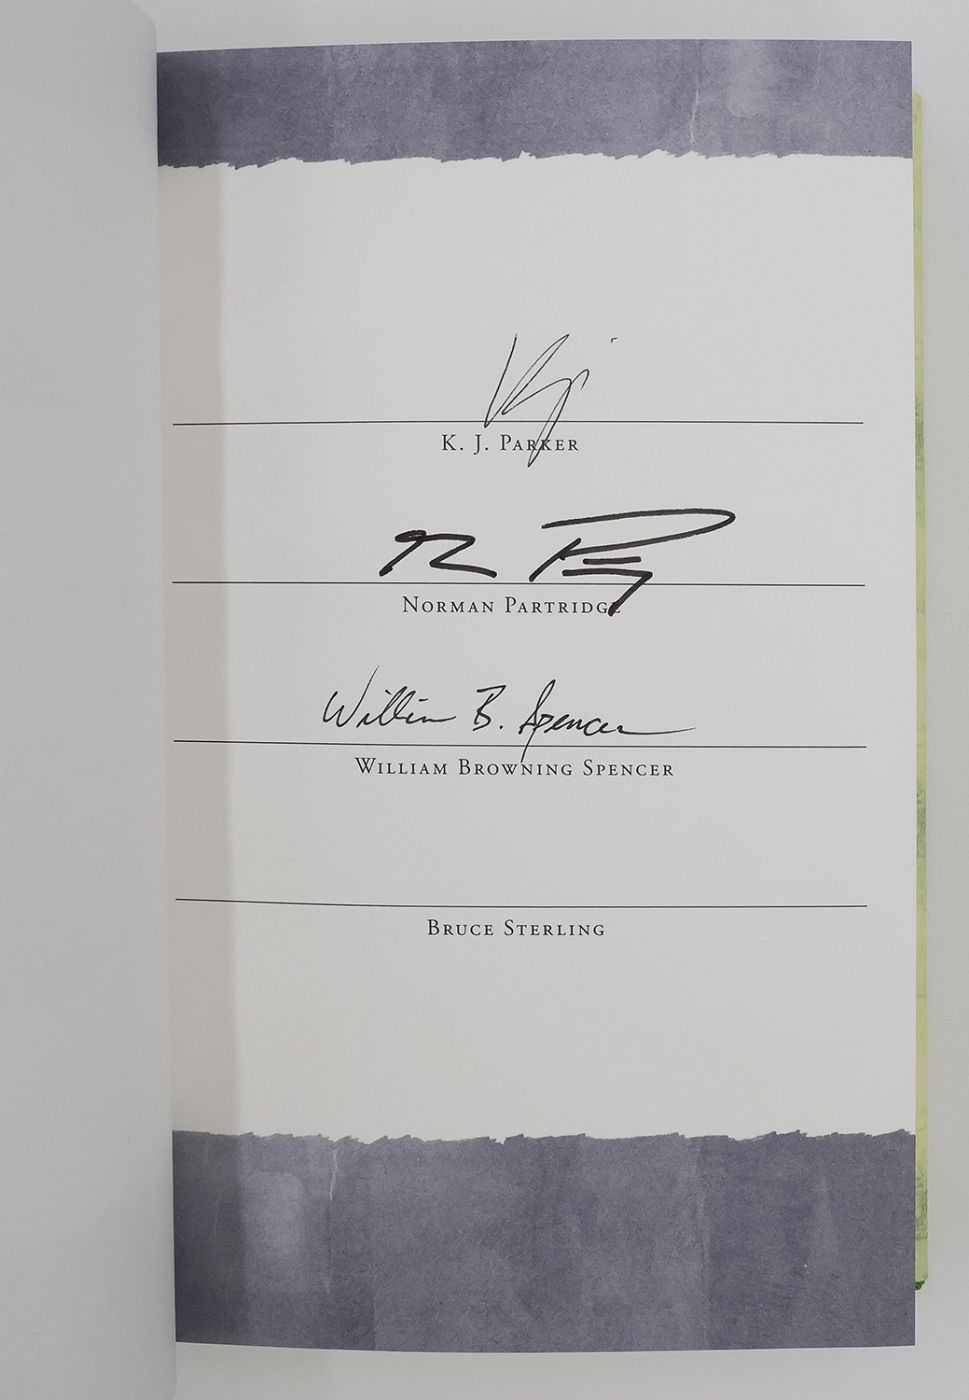 K. J. PARKER
NORMAN PARTRIDGE
William B. Spencer
WILLIAM BROWNING SPENCER
BRUCE STERLING